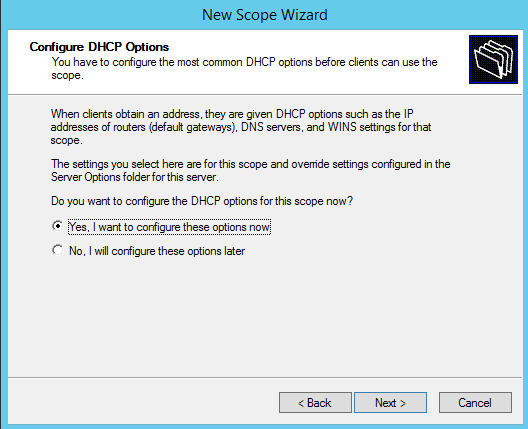 New Scope Wizard
Configure DHCP Options
You have to configure the most common DHCP options before clients can use the
scope.
When clients obtain an address, they are given DHCP options such as the IP
addresses of routers (default gateways), DNS servers, and WINS settings for that
scope.
The settings you select here are for this scope and override settings configured in the
Server Options folder for this server.
Do you want to configure the DHCP options for this scope now?
Yes, I want to configure these options now
No, I will configure these options later
< Back
Next >
Cancel